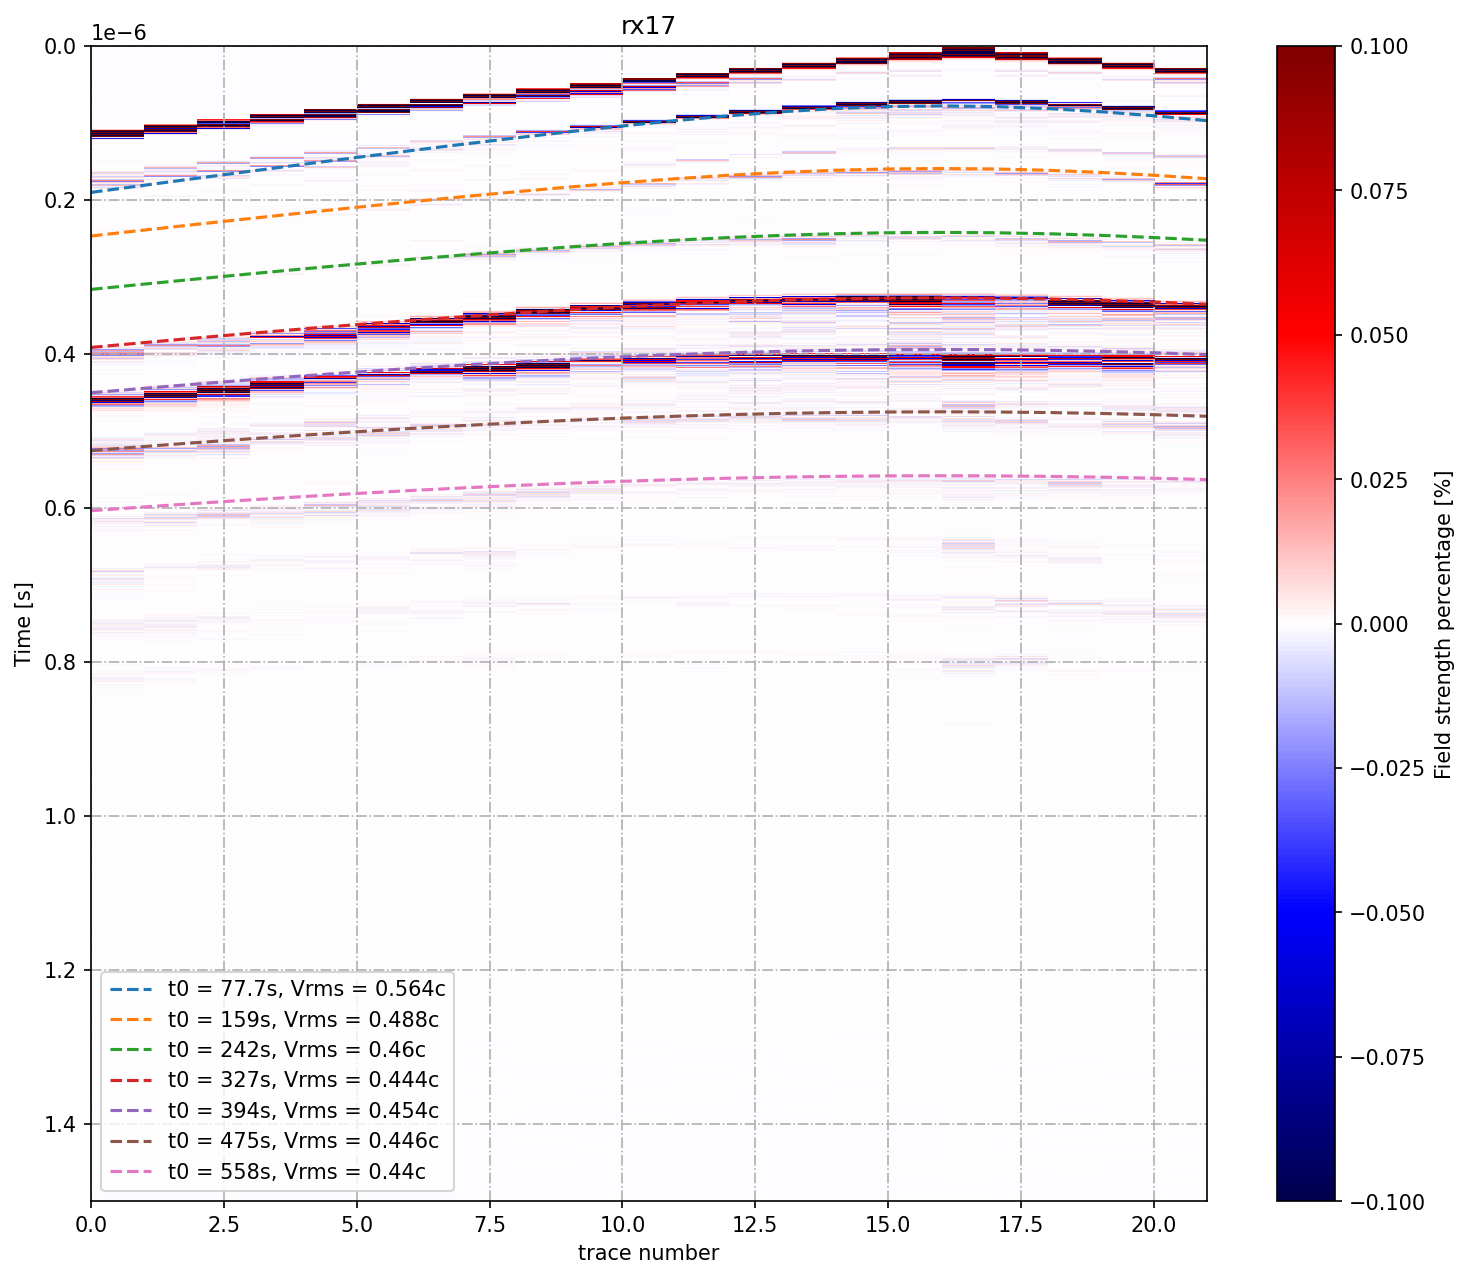 rx17
1e−6
0.0
0.2
0.4
0.6
0.8
1.0
1.2
1.4
Time [s]
t0 = 77.7s, Vrms = 0.564c
t0 = 159s, Vrms = 0.488c
t0 = 242s, Vrms = 0.46c
t0 = 327s, Vrms = 0.444c
t0 = 394s, Vrms = 0.454c
t0 = 475s, Vrms = 0.446c
t0 = 558s, Vrms = 0.44c
0.0 2.5 5.0 7.5 10.0 12.5 15.0 17.5 20.0
trace number
0.100
0.075
0.050
0.025
0.000
−0.025
−0.050
−0.075
−0.100
Field strength percentage [%]